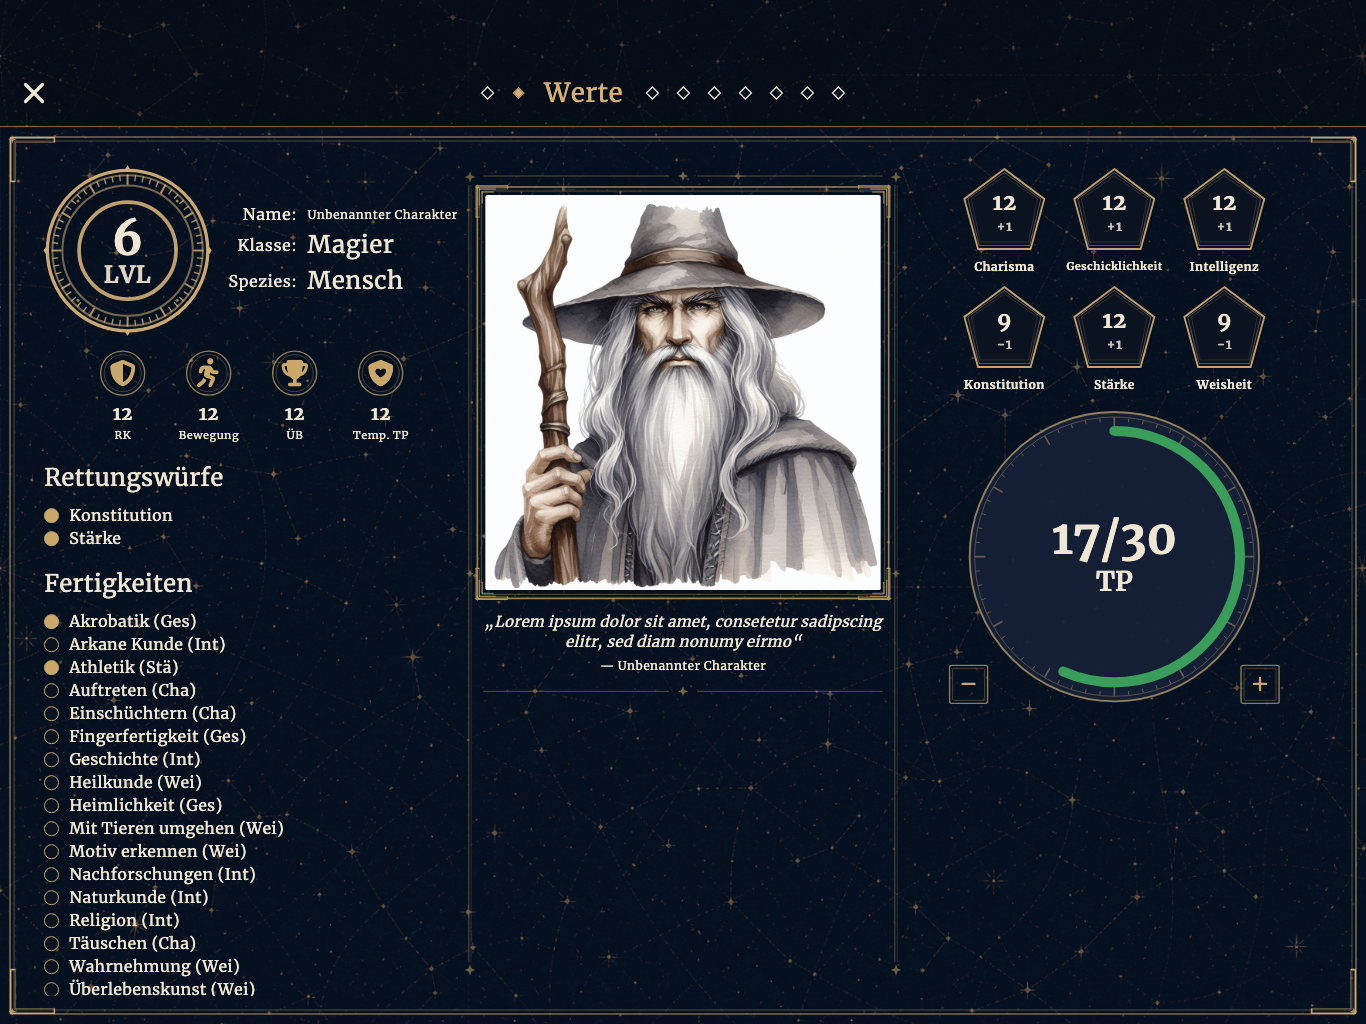 Werte
6
LVL
Name: Unbenannter Charakter
Klasse: Magier
Spezies: Mensch
12
RK
12
Bewegung
12
ÜB
12
Temp. TP
Rettungswürfe
Konstitution
Stärke
Fertigkeiten
Akrobatik (Ges)
Arkane Kunde (Int)
Athletik (Stä)
Auftreten (Cha)
Einschüchtern (Cha)
Fingerfertigkeit (Ges)
Geschichte (Int)
Heilkunde (Wei)
Heimlichkeit (Ges)
Mit Tieren umgehen (Wei)
Motiv erkennen (Wei)
Nachforschungen (Int)
Naturkunde (Int)
Religion (Int)
Täuschen (Cha)
Wahrnehmung (Wei)
Überlebenskunst (Wei)
„Lorem ipsum dolor sit amet, consetetur sadipscing
elitr, sed diam nonumy eirmo“
— Unbenannter Charakter
12
+1
Charisma
12
+1
Geschicklichkeit
12
+1
Intelligenz
9
-1
Konstitution
12
+1
Stärke
9
-1
Weisheit
17/30
TP
− +